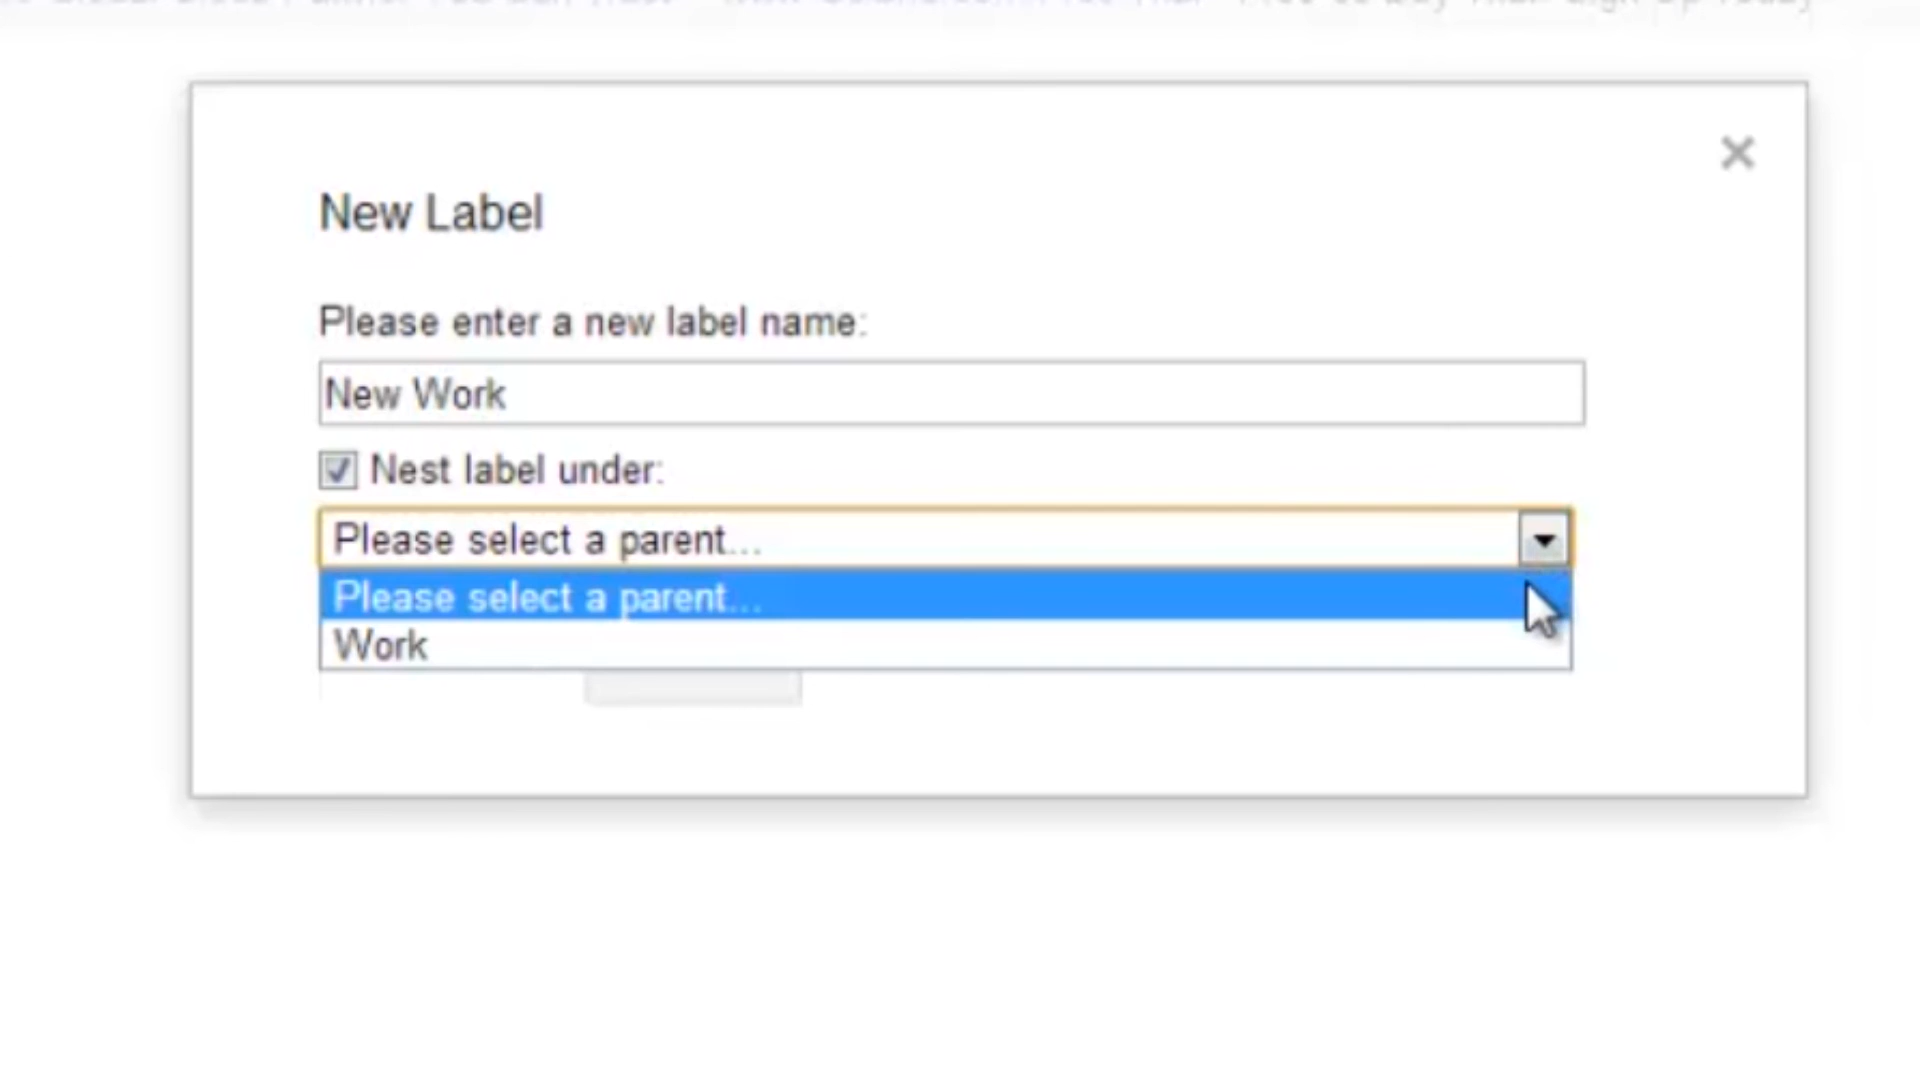 New Label
Please enter a new label name:
New Work
Nest label under:
Please select a parent...
Please select a parent...
Work